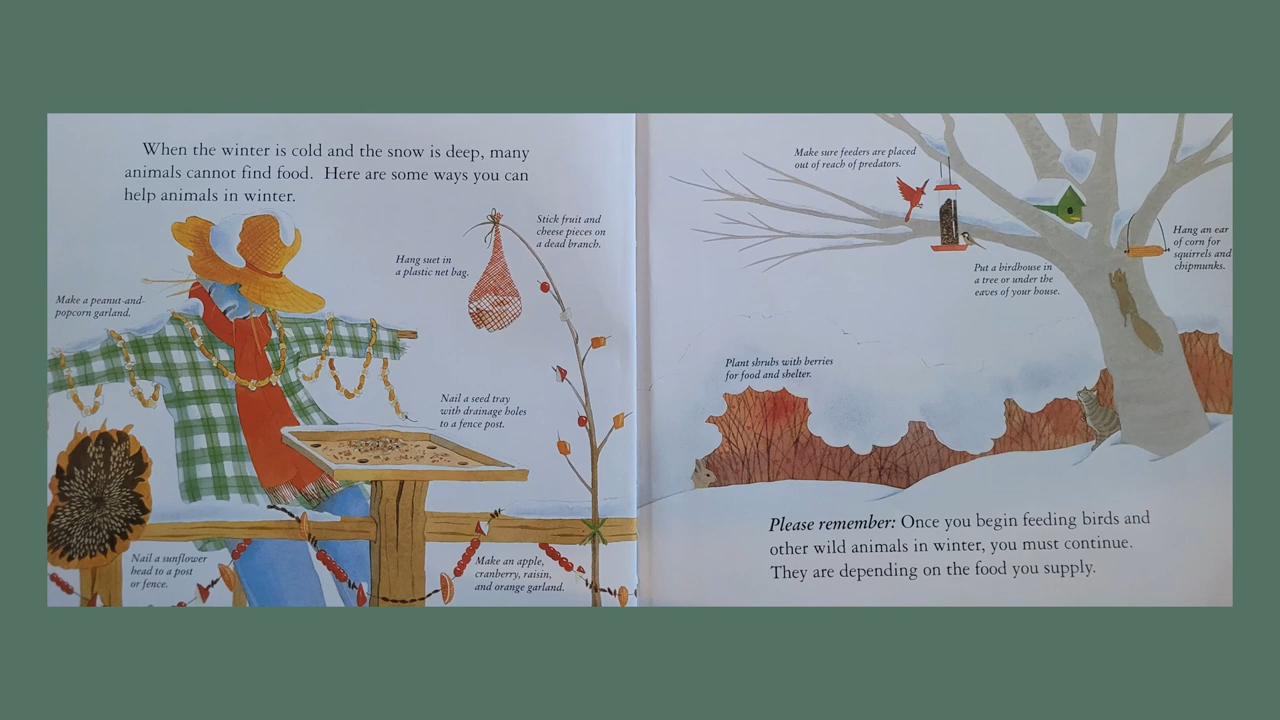 When the winter is cold and the snow is deep, many
animals cannot find food. Here are some ways you can
help animals in winter.
Stick fruit and
cheese pieces on
a dead branch.
Hang suet in
a plastic net bag.
Make a peanut-and-
popcorn garland.
Nail a seed tray
with drainage holes
to a fence post.
Nail a sunflower
head to a post
or fence.
Make an apple,
cranberry, raisin,
and orange garland.
Make sure feeders are placed
out of reach of predators.
Hang an ear
of corn for
squirrels and
chipmunks.
Put a birdhouse in
a tree or under the
eaves of your house.
Plant shrubs with berries
for food and shelter.
Please remember: Once you begin feeding birds and
other wild animals in winter, you must continue.
They are depending on the food you supply.